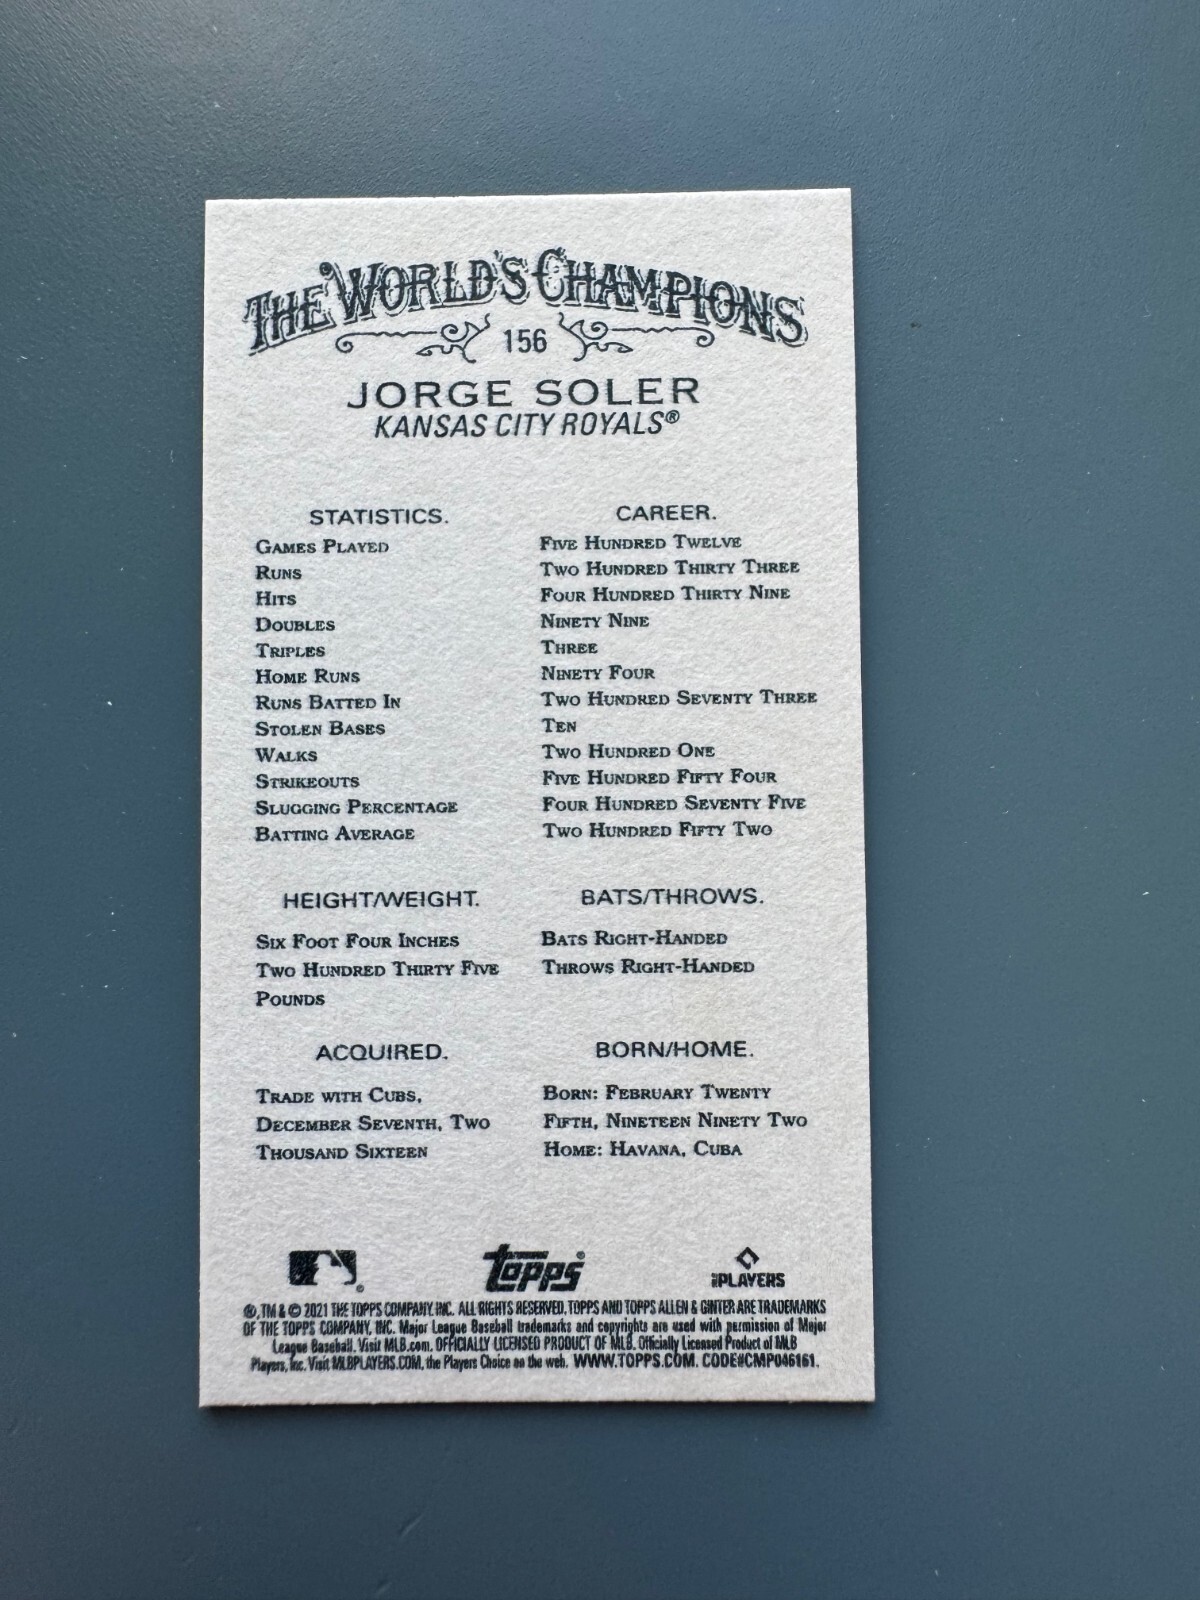 THE WORLD'S CHAMPIONS
156
JORGE SOLER
KANSAS CITY ROYALS®
STATISTICS. CAREER.
GAMES PLAYED FIVE HUNDRED TWELVE
RUNS TWO HUNDRED THIRTY THREE
HITS FOUR HUNDRED THIRTY NINE
DOUBLES NINETY NINE
TRIPLES THREE
HOME RUNS NINETY FOUR
RUNS BATTED IN TWO HUNDRED SEVENTY THREE
STOLEN BASES TEN
WALKS TWO HUNDRED ONE
STRIKEOUTS FIVE HUNDRED FIFTY FOUR
SLUGGING PERCENTAGE FOUR HUNDRED SEVENTY FIVE
BATTING AVERAGE TWO HUNDRED FIFTY TWO
HEIGHT/WEIGHT.
SIX FOOT FOUR INCHES
TWO HUNDRED THIRTY FIVE
POUNDS
BATS/THROWS.
BATS RIGHT-HANDED
THROWS RIGHT-HANDED
ACQUIRED.
TRADE WITH CUBS,
DECEMBER SEVENTH, TWO
THOUSAND SIXTEEN
BORN/HOME.
BORN: FEBRUARY TWENTY
FIFTH, NINETEEN NINETY TWO
HOME: HAVANA, CUBA
topps®
MLB PLAYERS
®, TM & © 2021 THE TOPPS COMPANY, INC. ALL RIGHTS RESERVED. TOPPS AND TOPPS ALLEN & GINTER ARE TRADEMARKS
OF THE TOPPS COMPANY, INC. Major League Baseball trademarks and copyrights are used with permission of Major
League Baseball. Visit MLB.com. OFFICIALLY LICENSED PRODUCT OF MLB. Officially Licensed Product of MLB
Players, Inc. Visit MLBPLAYERS.COM, the Players Choice on the web. WWW.TOPPS.COM. CODE#CMP046161.